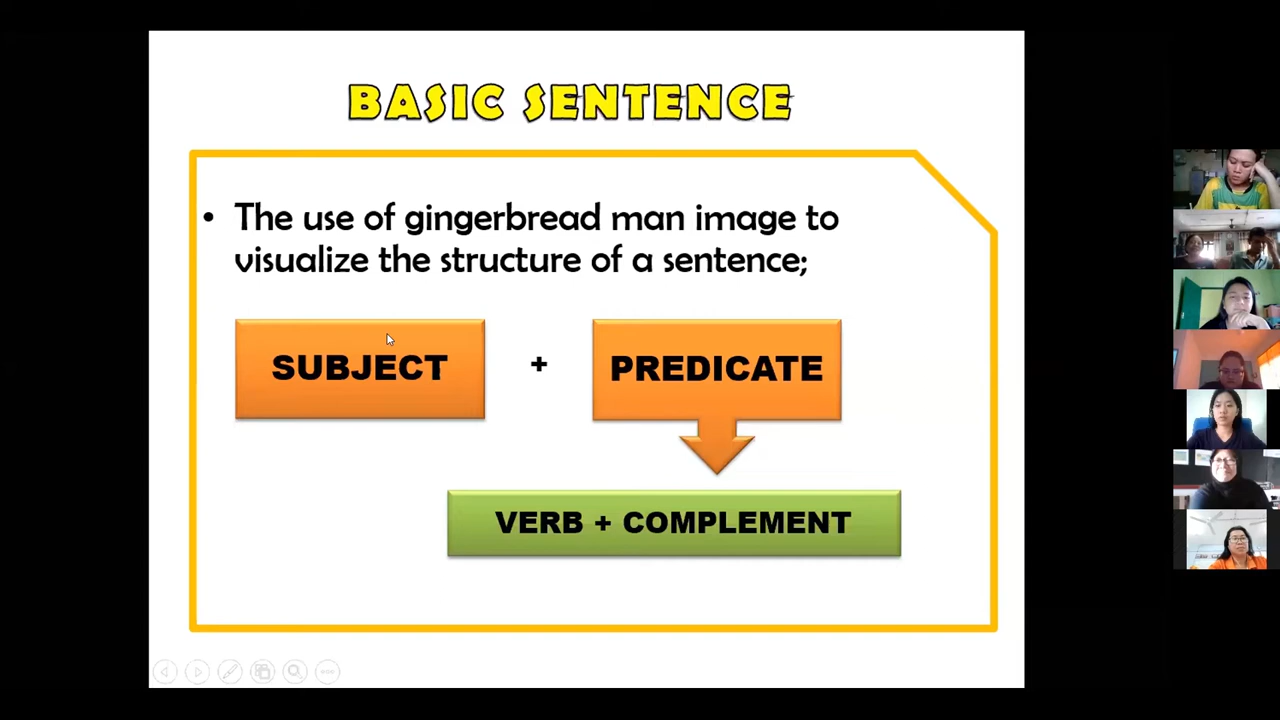 BASIC SENTENCE
• The use of gingerbread man image to
visualize the structure of a sentence;
SUBJECT + PREDICATE
VERB + COMPLEMENT